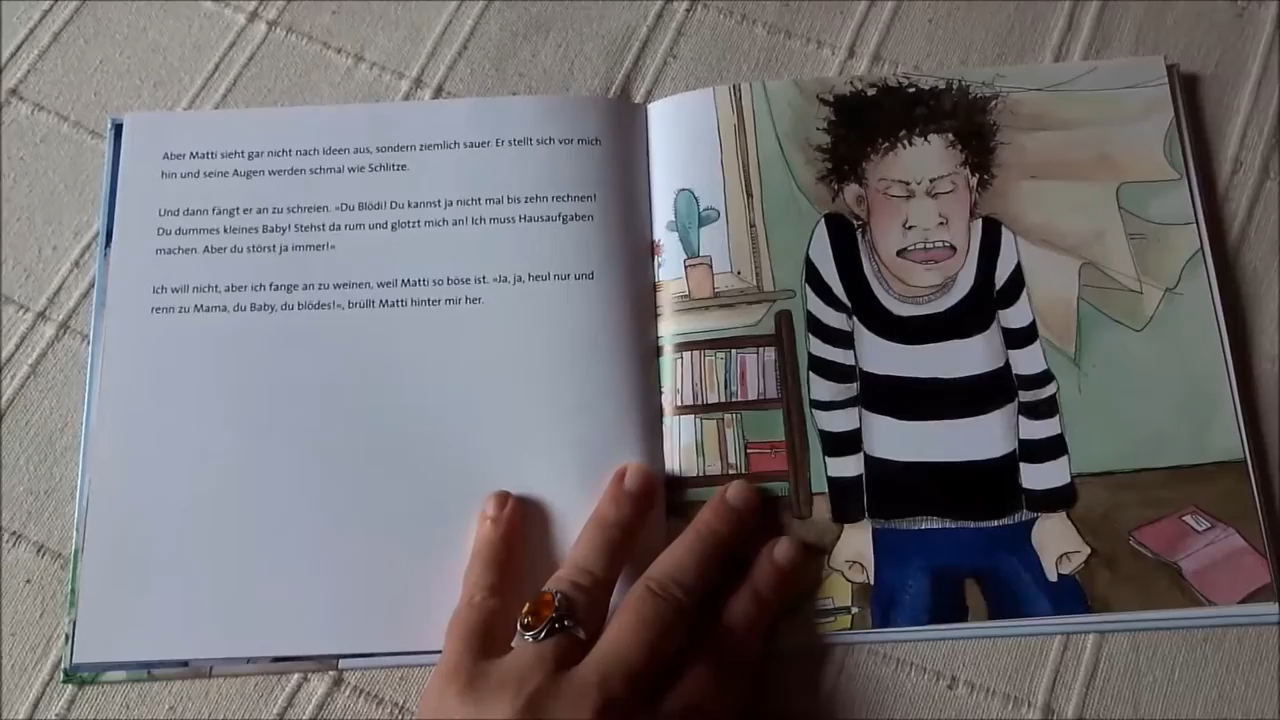 Aber Matti sieht gar nicht nach Ideen aus, sondern ziemlich sauer. Er stellt sich vor mich
hin und seine Augen werden schmal wie Schlitze.
Und dann fängt er an zu schreien. »Du Blödi! Du kannst ja nicht mal bis zehn rechnen!
Du dummes kleines Baby! Stehst da rum und glotzt mich an! Ich muss Hausaufgaben
machen. Aber du störst ja immer!«
Ich will nicht, aber ich fange an zu weinen, weil Matti so böse ist. »Ja, ja, heul nur und
renn zu Mama, du Baby, du blödes!«, brüllt Matti hinter mir her.